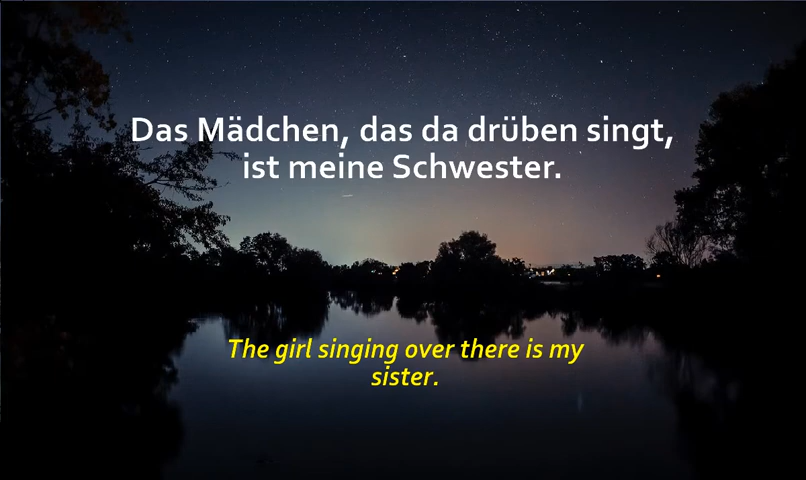 Das Mädchen, das da drüben singt,
ist meine Schwester.
The girl singing over there is my
sister.